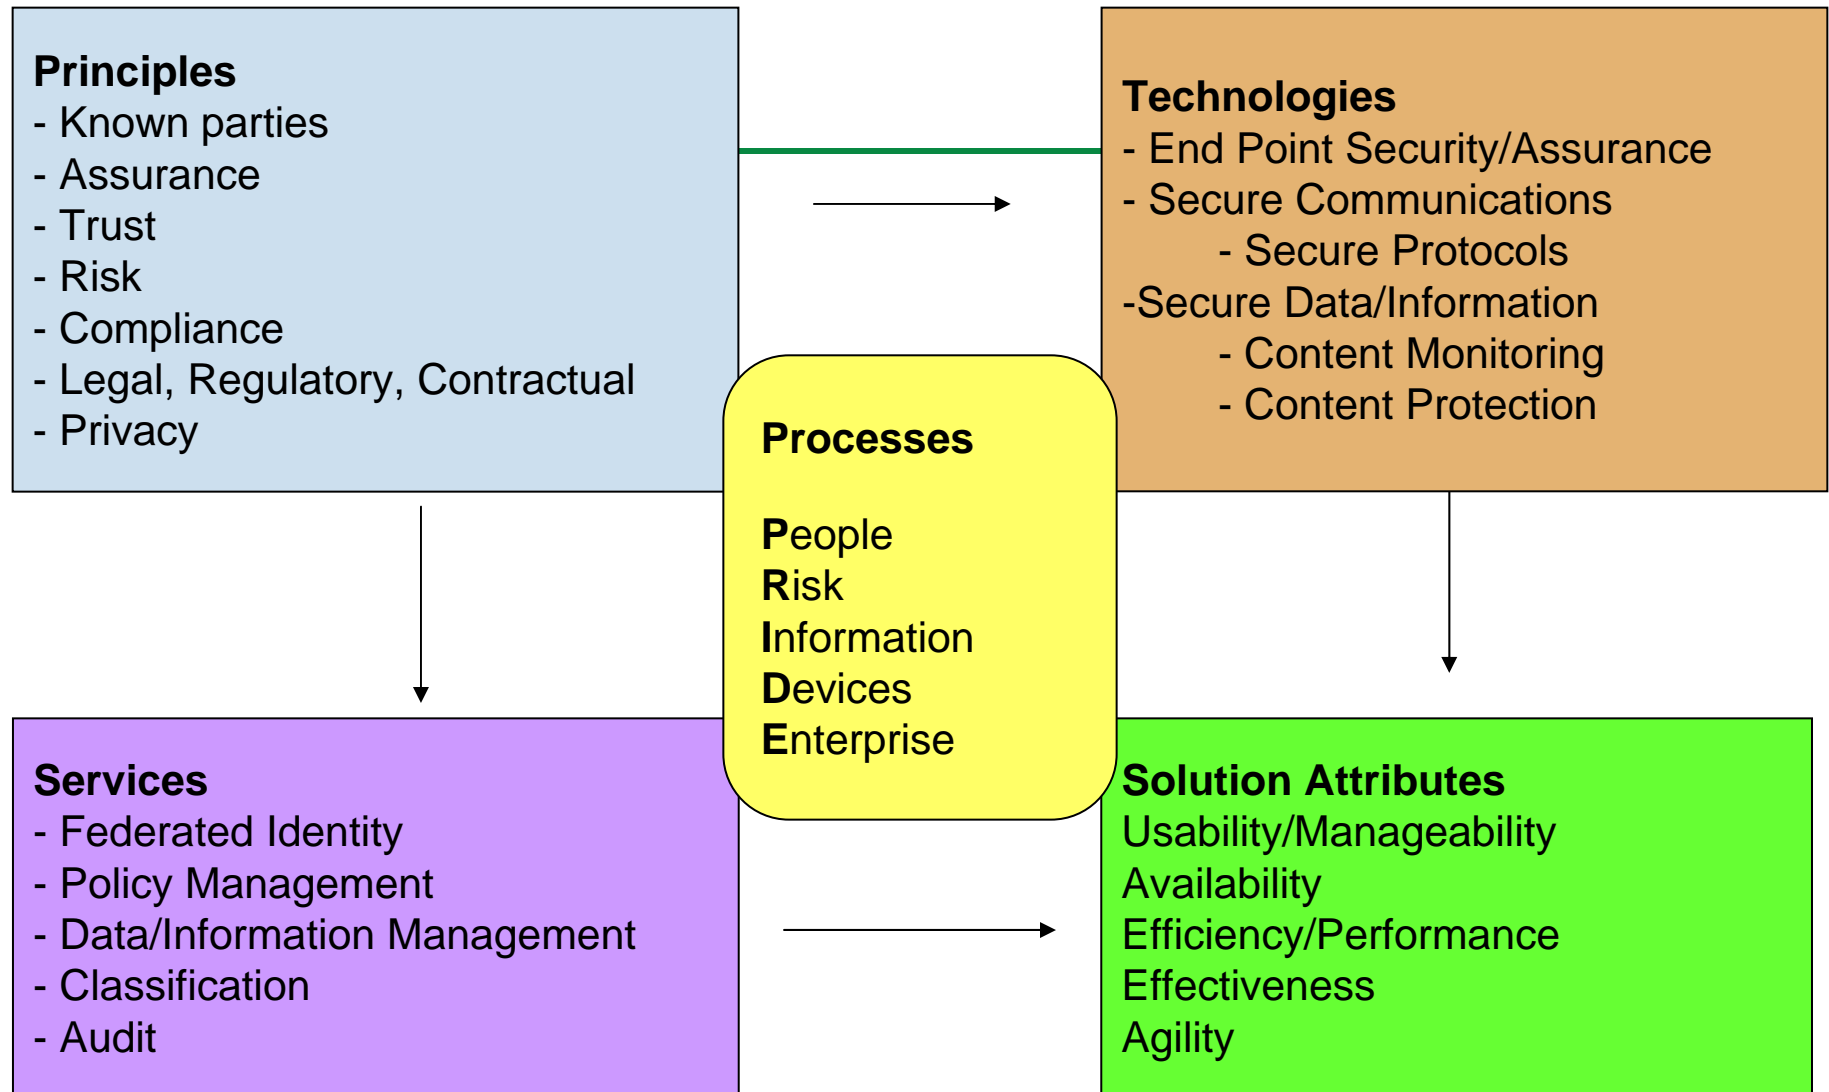 Principles
- Known parties
- Assurance
- Trust
- Risk
- Compliance
- Legal, Regulatory, Contractual
- Privacy
Technologies
- End Point Security/Assurance
- Secure Communications
- Secure Protocols
-Secure Data/Information
- Content Monitoring
- Content Protection
Processes
People
Risk
Information
Devices
Enterprise
Services
- Federated Identity
- Policy Management
- Data/Information Management
- Classification
- Audit
Solution Attributes
Usability/Manageability
Availability
Efficiency/Performance
Effectiveness
Agility